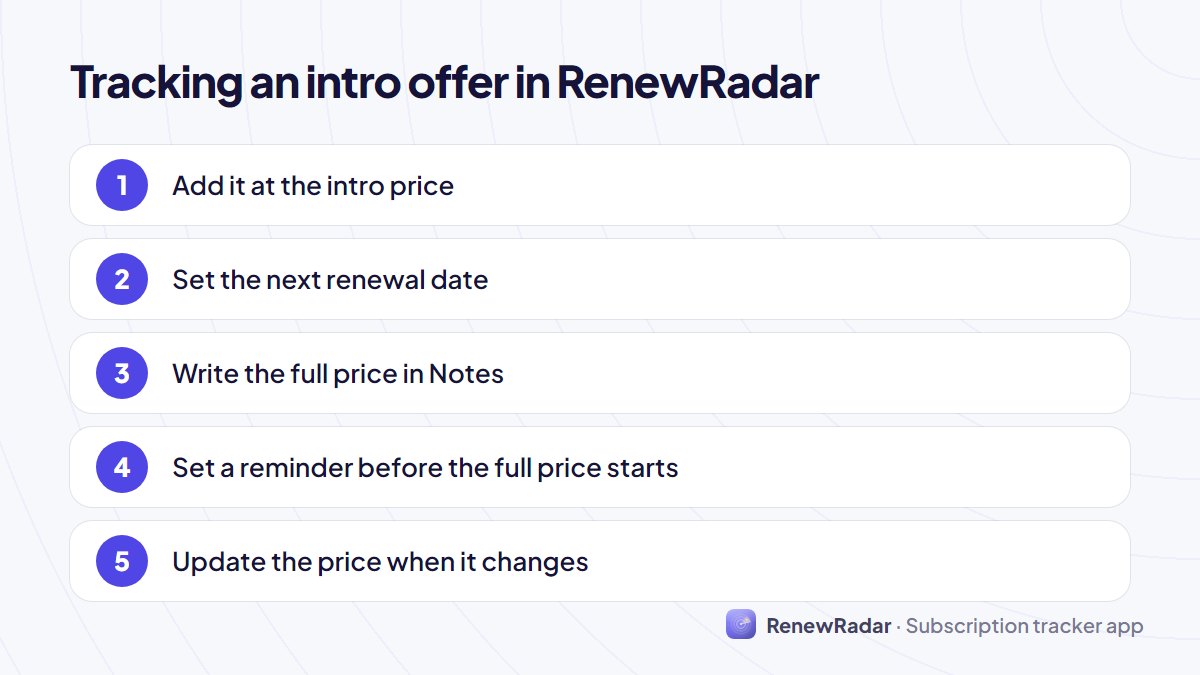 Tracking an intro offer in RenewRadar
1 Add it at the intro price
2 Set the next renewal date
3 Write the full price in Notes
4 Set a reminder before the full price starts
5 Update the price when it changes
RenewRadar · Subscription tracker app